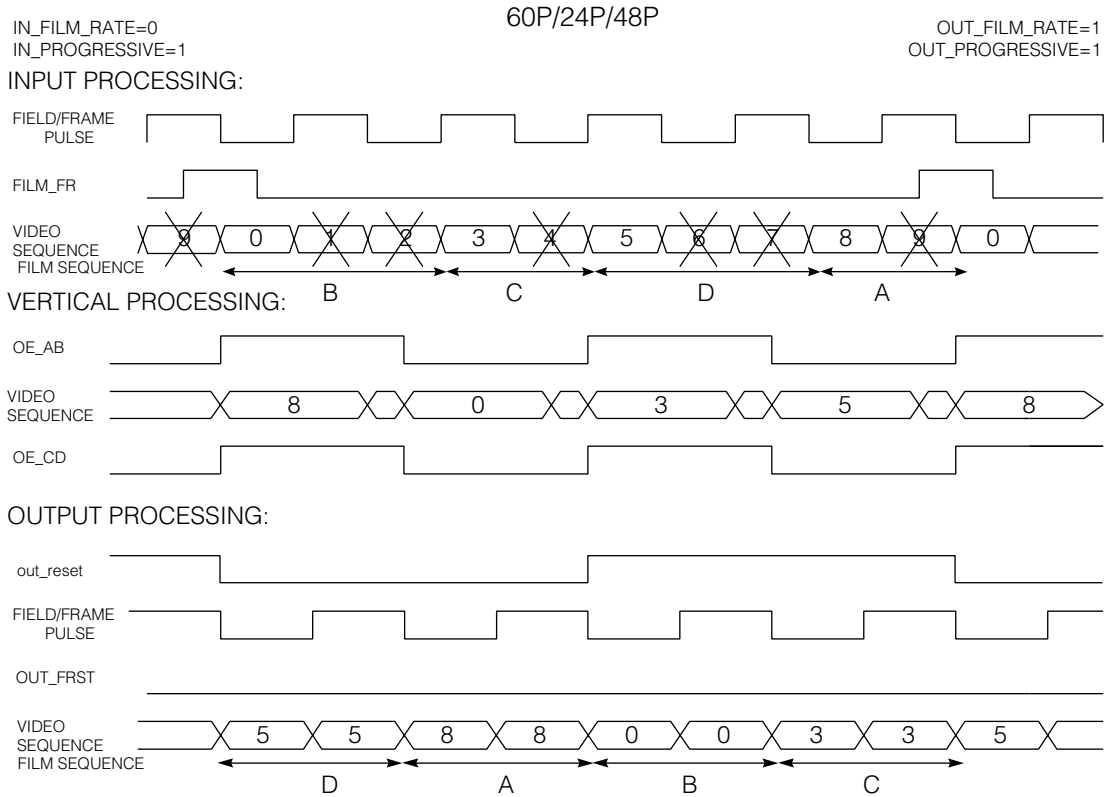 60P/24P/48P
IN_FILM_RATE=0
IN_PROGRESSIVE=1
OUT_FILM_RATE=1
OUT_PROGRESSIVE=1
INPUT PROCESSING:
FIELD/FRAME
PULSE
FILM_FR
VIDEO
SEQUENCE
9 0 1 2 3 4 5 6 7 8 9 0
FILM SEQUENCE
B C D A
VERTICAL PROCESSING:
OE_AB
VIDEO
SEQUENCE
8 0 3 5 8
OE_CD
OUTPUT PROCESSING:
out_reset
FIELD/FRAME
PULSE
OUT_FRST
VIDEO
SEQUENCE
5 5 8 8 0 0 3 3 5
FILM SEQUENCE
D A B C